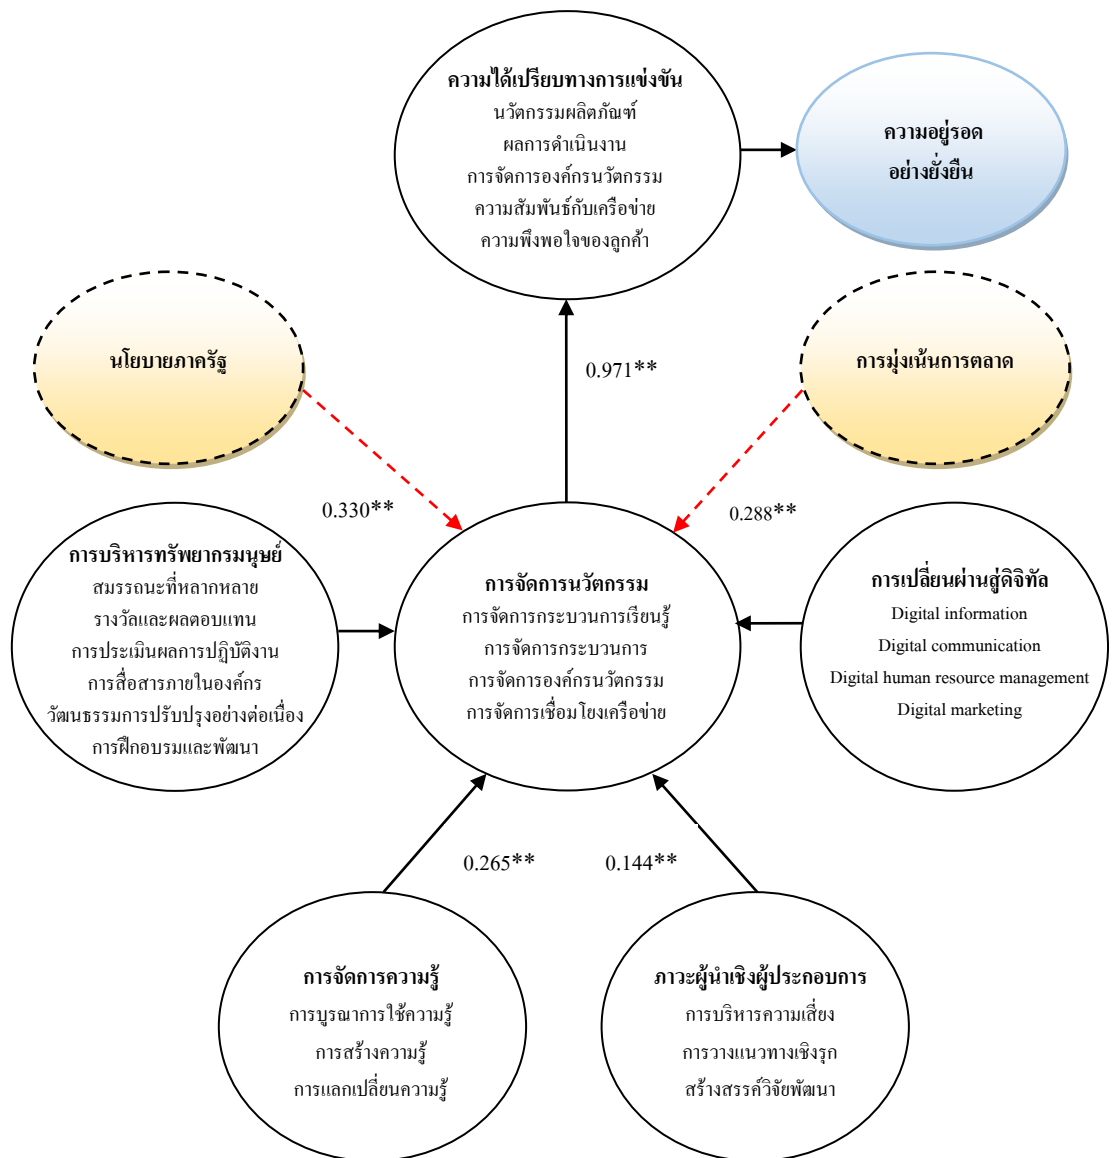 ความได้เปรียบทางการแข่งขัน
นวัตกรรมผลิตภัณฑ์
ผลการดำเนินงาน
การจัดการองค์กรนวัตกรรม
ความสัมพันธ์กับเครือข่าย
ความพึงพอใจของลูกค้า
ความอยู่รอด
อย่างยั่งยืน
นโยบายภาครัฐ
0.971**
การมุ่งเน้นการตลาด
0.330**
0.288**
การบริหารทรัพยากรมนุษย์
สมรรถนะที่หลากหลาย
รางวัลและผลตอบแทน
การประเมินผลการปฏิบัติงาน
การสื่อสารภายในองค์กร
วัฒนธรรมการปรับปรุงอย่างต่อเนื่อง
การฝึกอบรมและพัฒนา
การจัดการนวัตกรรม
การจัดการกระบวนการเรียนรู้
การจัดการกระบวนการ
การจัดการองค์กรนวัตกรรม
การจัดการเชื่อมโยงเครือข่าย
การเปลี่ยนผ่านสู่ดิจิทัล
Digital information
Digital communication
Digital human resource management
Digital marketing
0.265**
0.144**
การจัดการความรู้
การบูรณาการใช้ความรู้
การสร้างความรู้
การแลกเปลี่ยนความรู้
ภาวะผู้นำเชิงผู้ประกอบการ
การบริหารความเสี่ยง
การวางแนวทางเชิงรุก
สร้างสรรค์วิจัยพัฒนา